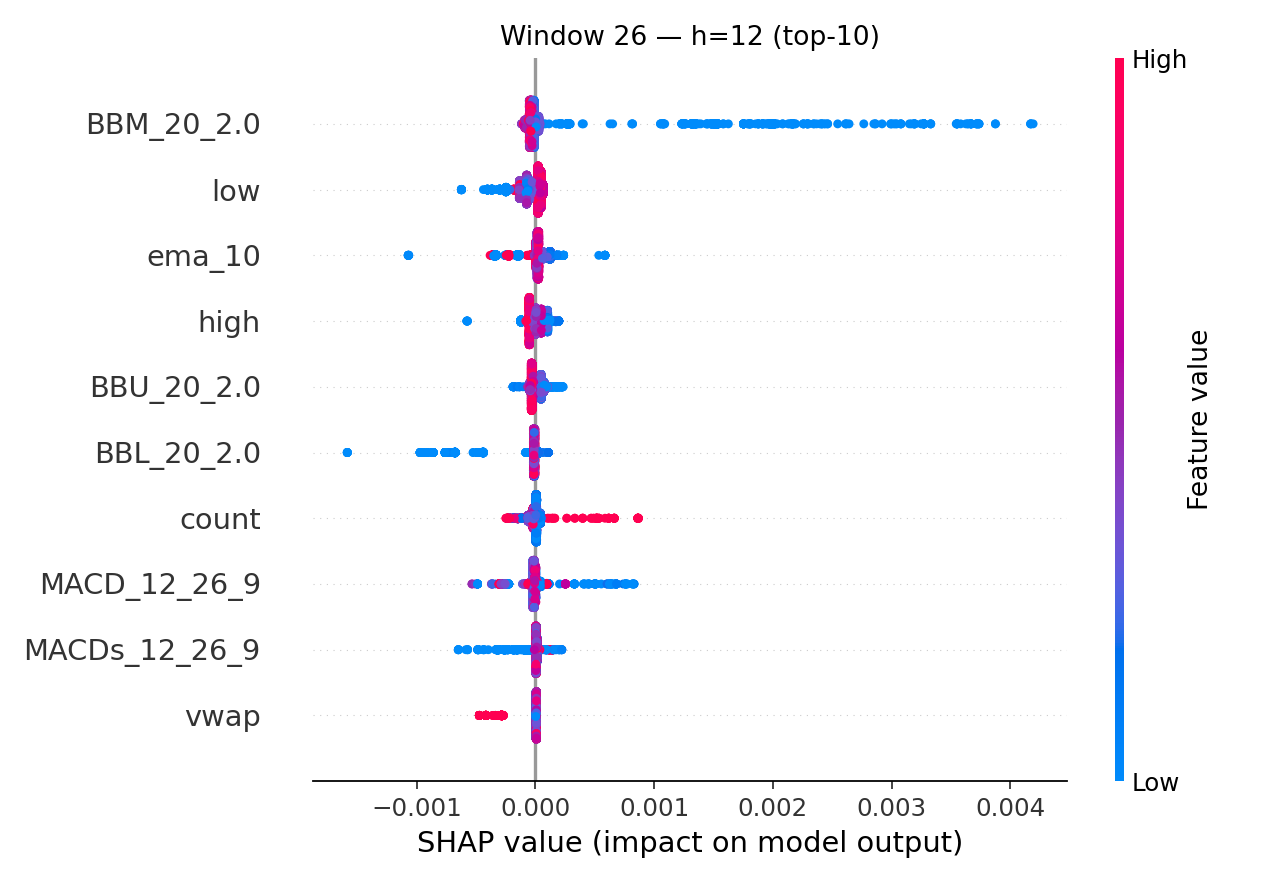 Window 26 — h=12 (top-10)
High
BBM_20_2.0
low
ema_10
high
BBU_20_2.0
BBL_20_2.0
count
MACD_12_26_9
MACDs_12_26_9
vwap
Feature value
Low
−0.001 0.000 0.001 0.002 0.003 0.004
SHAP value (impact on model output)